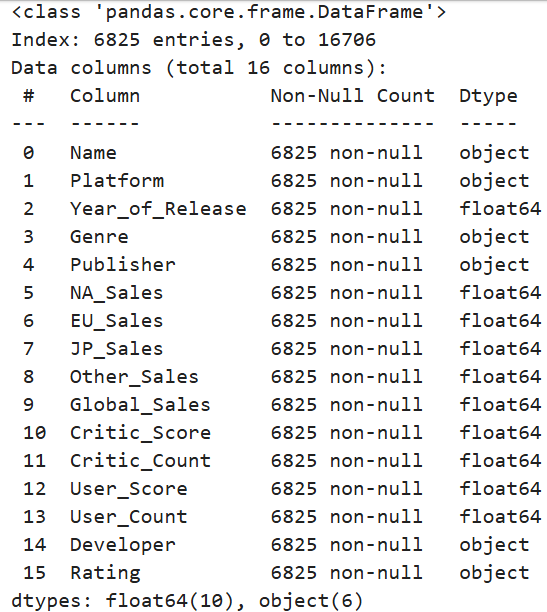 <class 'pandas.core.frame.DataFrame'>
Index: 6825 entries, 0 to 16706
Data columns (total 16 columns):
 #   Column           Non-Null Count  Dtype
---  ------           --------------  -----
 0   Name             6825 non-null   object
 1   Platform         6825 non-null   object
 2   Year_of_Release  6825 non-null   float64
 3   Genre            6825 non-null   object
 4   Publisher        6825 non-null   object
 5   NA_Sales         6825 non-null   float64
 6   EU_Sales         6825 non-null   float64
 7   JP_Sales         6825 non-null   float64
 8   Other_Sales      6825 non-null   float64
 9   Global_Sales     6825 non-null   float64
 10  Critic_Score     6825 non-null   float64
 11  Critic_Count     6825 non-null   float64
 12  User_Score       6825 non-null   float64
 13  User_Count       6825 non-null   float64
 14  Developer        6825 non-null   object
 15  Rating           6825 non-null   object
dtypes: float64(10), object(6)